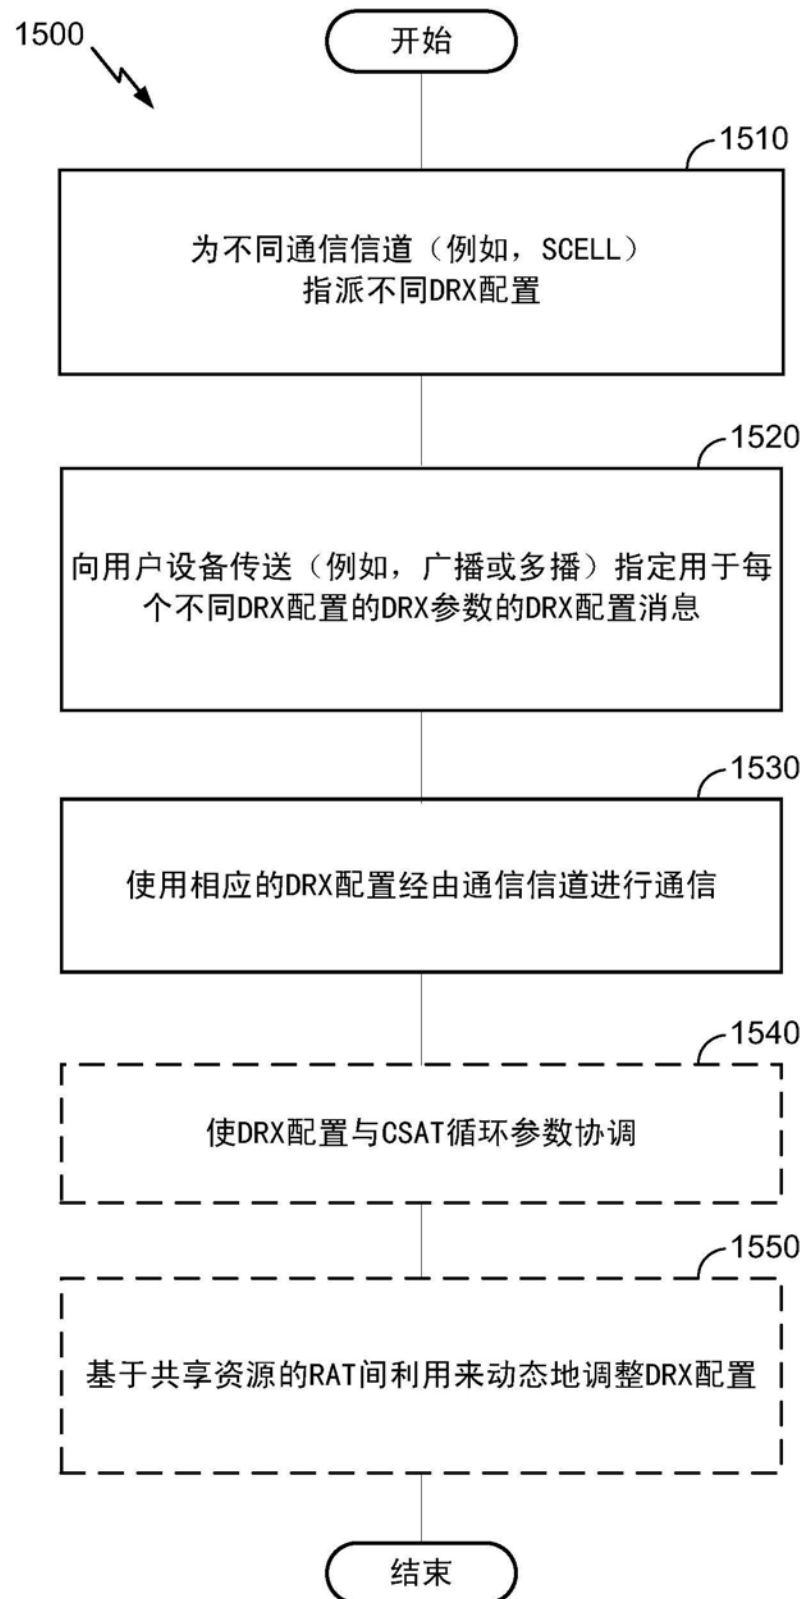 1500
开始
1510
为不同通信信道（例如，SCELL）
指派不同DRX配置
1520
向用户设备传送（例如，广播或多播）指定用于每
个不同DRX配置的DRX参数的DRX配置消息
1530
使用相应的DRX配置经由通信信道进行通信
1540
使DRX配置与CSAT循环参数协调
1550
基于共享资源的RAT间利用来动态地调整DRX配置
结束